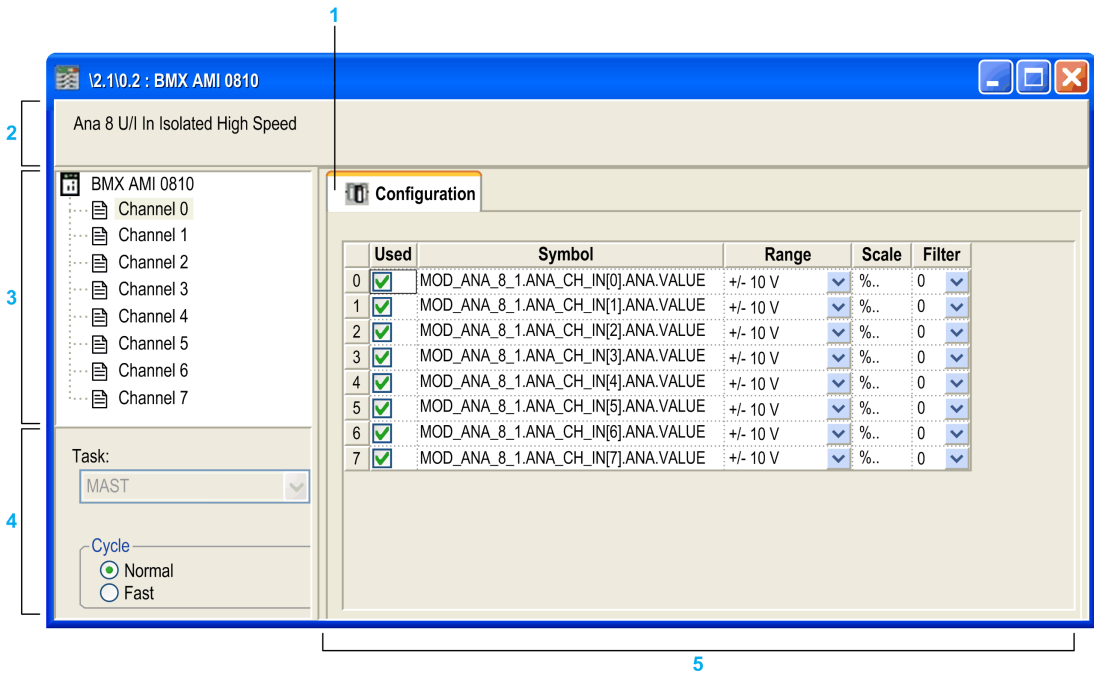 1
\2.1\0.2 : BMX AMI 0810
2
Ana 8 U/I In Isolated High Speed
3
BMX AMI 0810
Channel 0
Channel 1
Channel 2
Channel 3
Channel 4
Channel 5
Channel 6
Channel 7
4
Task:
MAST
Cycle
Normal
Fast
Configuration
Used Symbol Range Scale Filter
0 MOD_ANA_8_1.ANA_CH_IN[0].ANA.VALUE +/- 10 V %.. 0
1 MOD_ANA_8_1.ANA_CH_IN[1].ANA.VALUE +/- 10 V %.. 0
2 MOD_ANA_8_1.ANA_CH_IN[2].ANA.VALUE +/- 10 V %.. 0
3 MOD_ANA_8_1.ANA_CH_IN[3].ANA.VALUE +/- 10 V %.. 0
4 MOD_ANA_8_1.ANA_CH_IN[4].ANA.VALUE +/- 10 V %.. 0
5 MOD_ANA_8_1.ANA_CH_IN[5].ANA.VALUE +/- 10 V %.. 0
6 MOD_ANA_8_1.ANA_CH_IN[6].ANA.VALUE +/- 10 V %.. 0
7 MOD_ANA_8_1.ANA_CH_IN[7].ANA.VALUE +/- 10 V %.. 0
5